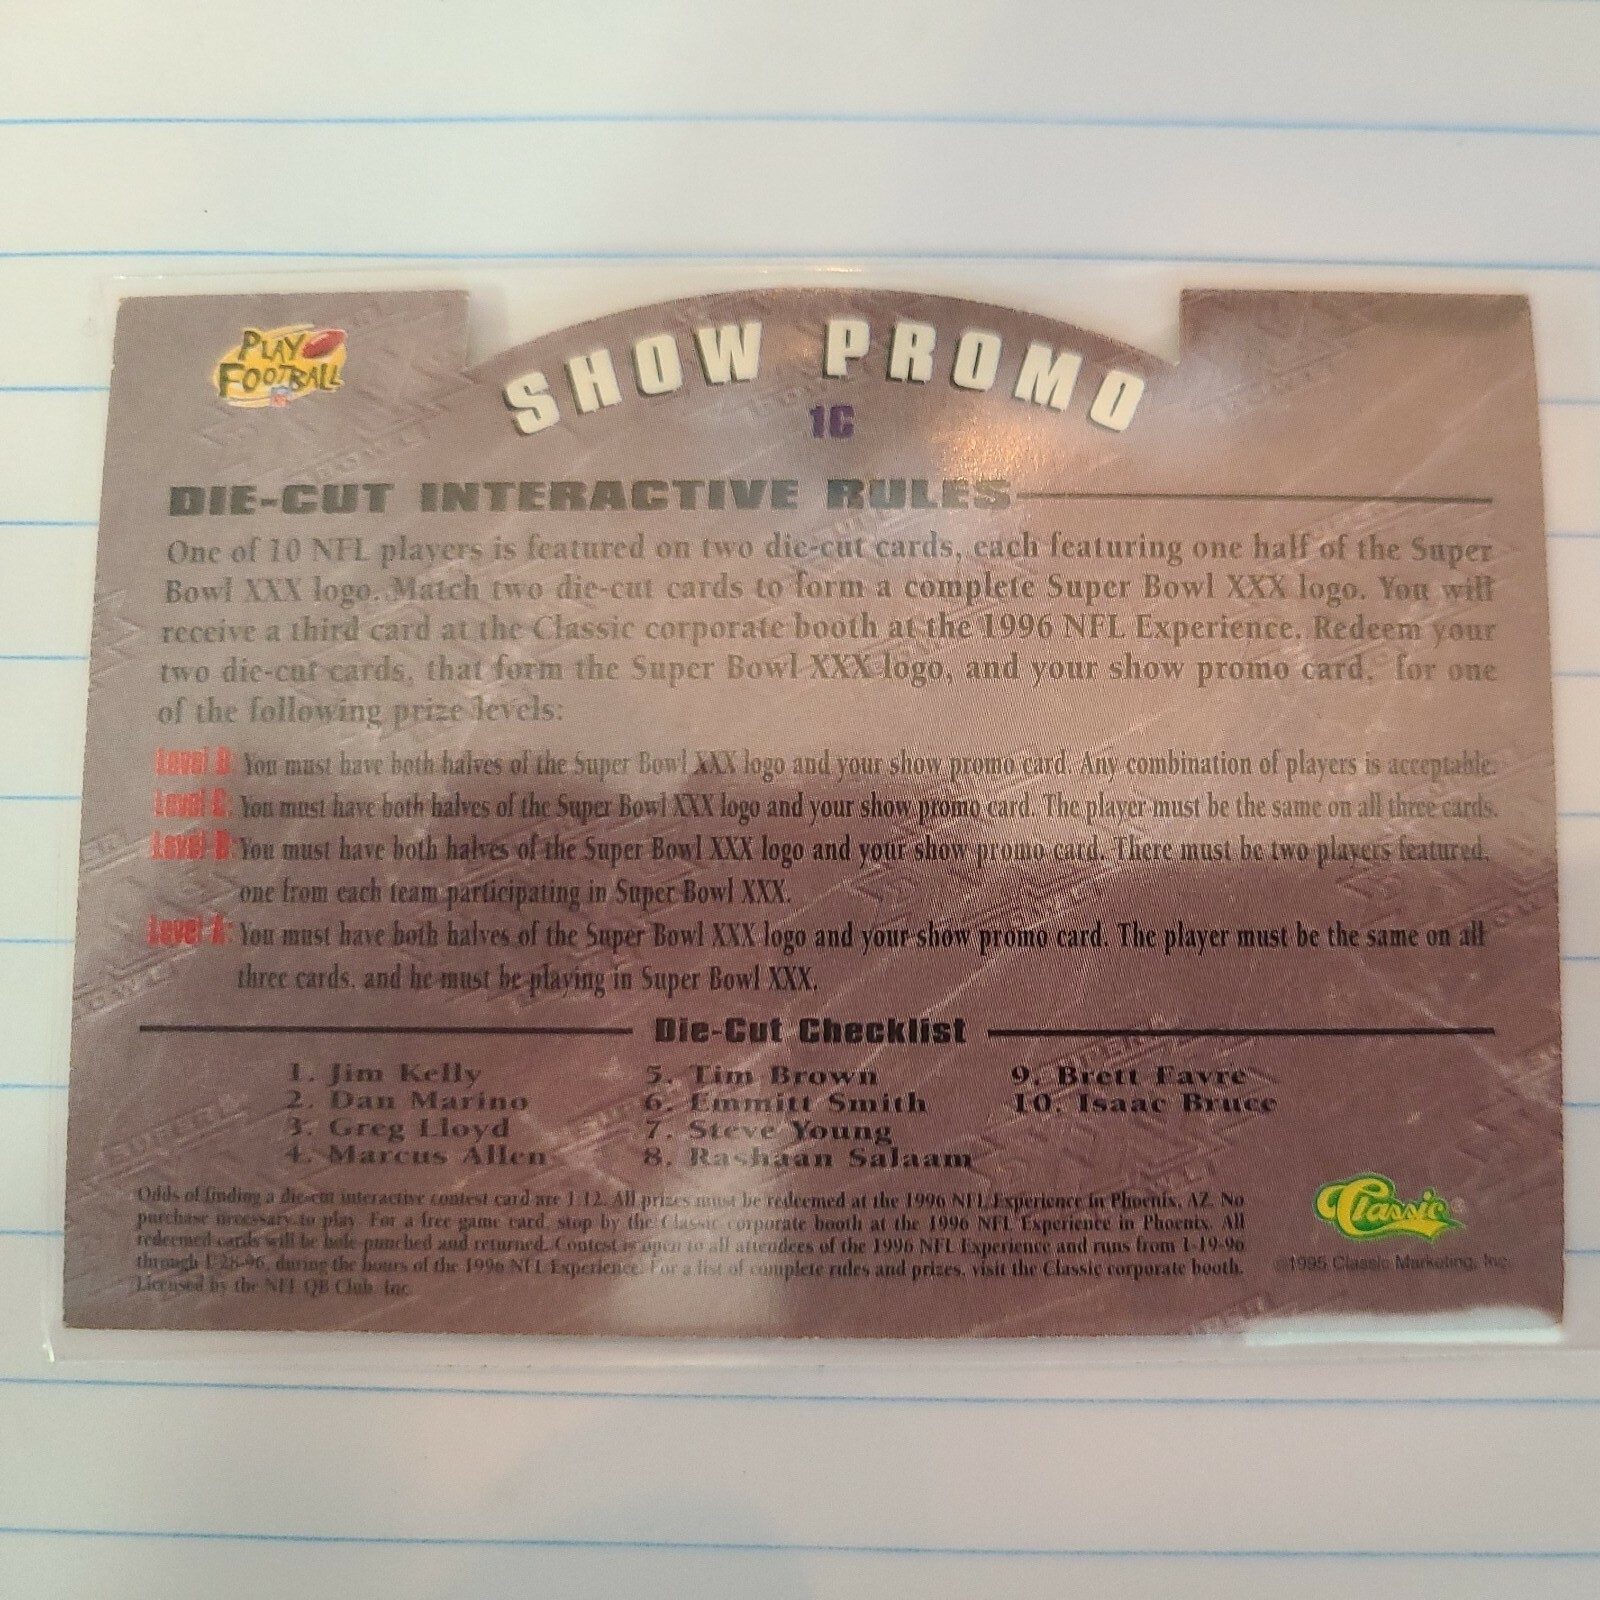 PLAY
FOOTBALL
SHOW PROMO
1C
DIE-CUT INTERACTIVE RULES
One of 10 NFL players is featured on two die-cut cards, each featuring one half of the Super
Bowl XXX logo. Match two die-cut cards to form a complete Super Bowl XXX logo. You will
receive a third card at the Classic corporate booth at the 1996 NFL Experience. Redeem your
two die-cut cards, that form the Super Bowl XXX logo, and your show promo card, for one
of the following prize levels:
Level D: You must have both halves of the Super Bowl XXX logo and your show promo card. Any combination of players is acceptable.
Level C: You must have both halves of the Super Bowl XXX logo and your show promo card. The player must be the same on all three cards.
Level B: You must have both halves of the Super Bowl XXX logo and your show promo card. There must be two players featured,
one from each team participating in Super Bowl XXX.
Level A: You must have both halves of the Super Bowl XXX logo and your show promo card. The player must be the same on all
three cards, and he must be playing in Super Bowl XXX.
Die-Cut Checklist
1. Jim Kelly
2. Dan Marino
3. Greg Lloyd
4. Marcus Allen
5. Tim Brown
6. Emmitt Smith
7. Steve Young
8. Rashaan Salaam
9. Brett Favre
10. Isaac Bruce
Odds of finding a die-cut interactive contest card are 1:12. All prizes must be redeemed at the 1996 NFL Experience in Phoenix, AZ. No
purchase necessary to play. For a free game card, stop by the Classic corporate booth at the 1996 NFL Experience in Phoenix. All
redeemed cards will be hole-punched and returned. Contest is open to all attendees of the 1996 NFL Experience and runs from 1-19-96
through 1-28-96, during the hours of the 1996 NFL Experience. For a list of complete rules and prizes, visit the Classic corporate booth.
Licensed by the NFL QB Club, Inc.
Classic®
©1995 Classic Marketing, Inc.